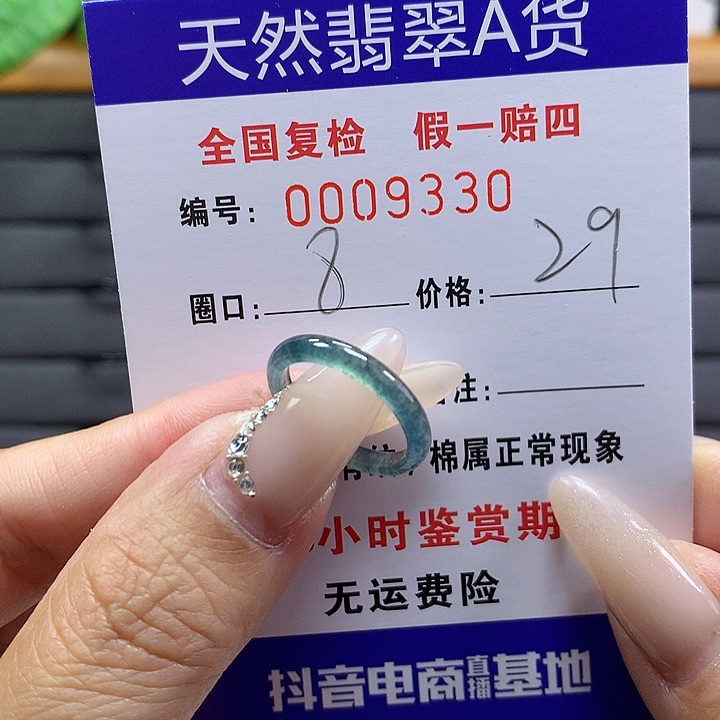 天然翡翠A货
全国复检 假一赔四
编号: 0009330
圈口: 8 价格: 29
注:
棉属正常现象
小时鉴赏期
无运费险
抖音电商直播基地